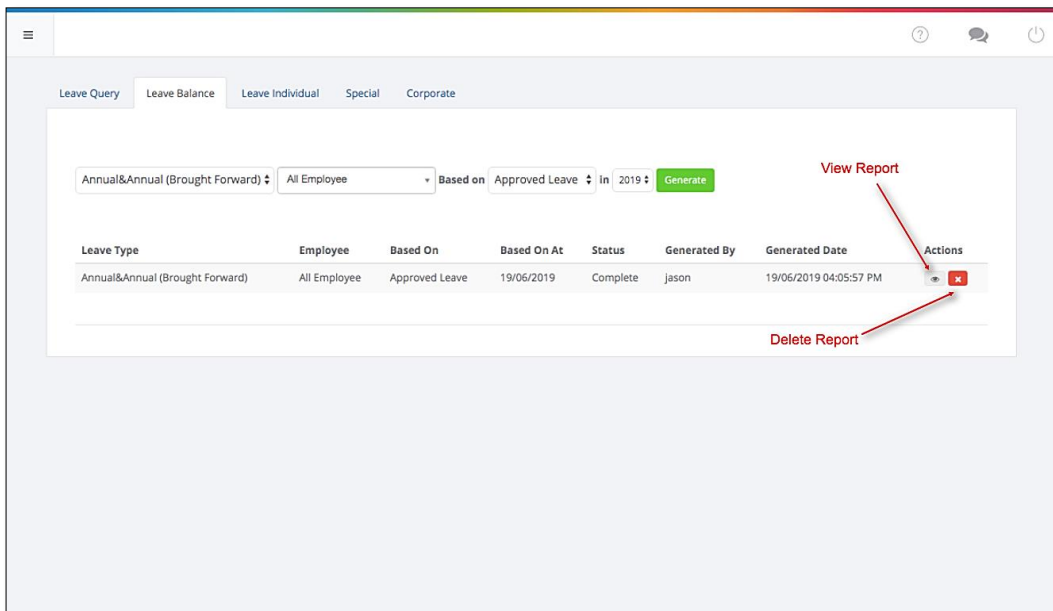 Leave Query Leave Balance Leave Individual Special Corporate
Annual&Annual (Brought Forward) All Employee Based on Approved Leave in 2019 Generate
View Report
Leave Type Employee Based On Based On At Status Generated By Generated Date Actions
Annual&Annual (Brought Forward) All Employee Approved Leave 19/06/2019 Complete jason 19/06/2019 04:05:57 PM
Delete Report